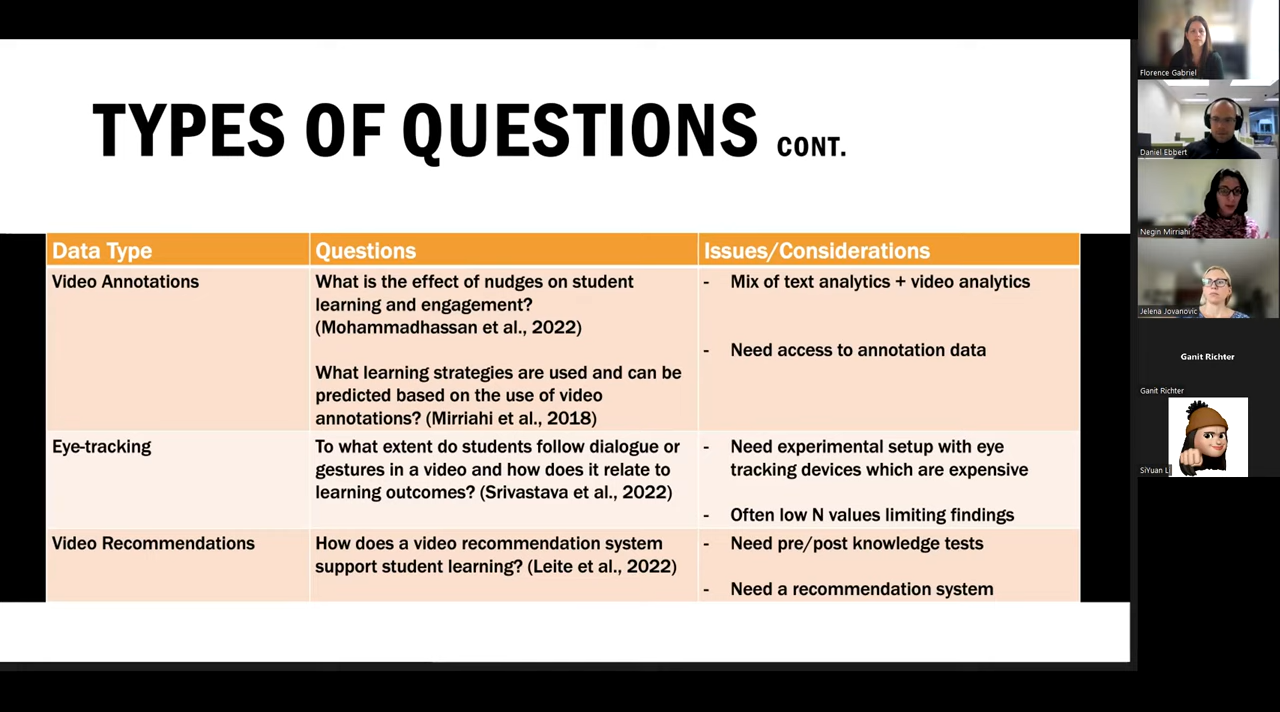 TYPES OF QUESTIONS CONT.
Data Type
Questions
Issues/Considerations
Video Annotations
What is the effect of nudges on student
learning and engagement?
(Mohammadhassan et al., 2022)
What learning strategies are used and can be
predicted based on the use of video
annotations? (Mirriahi et al., 2018)
- Mix of text analytics + video analytics
- Need access to annotation data
Eye-tracking
To what extent do students follow dialogue or
gestures in a video and how does it relate to
learning outcomes? (Srivastava et al., 2022)
- Need experimental setup with eye
tracking devices which are expensive
- Often low N values limiting findings
Video Recommendations
How does a video recommendation system
support student learning? (Leite et al., 2022)
- Need pre/post knowledge tests
- Need a recommendation system
Florence Gabriel
Daniel Ebbert
Negin Mirriahi
Jelena Jovanovic
Ganit Richter
Ganit Richter
SiYuan L